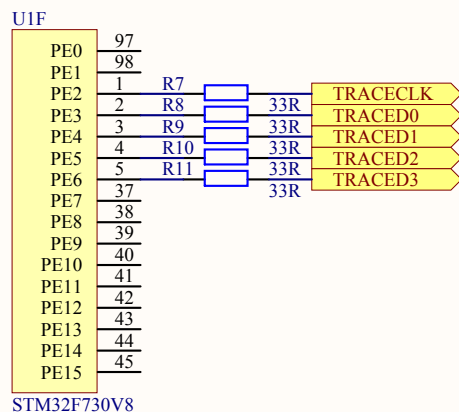 U1F
PE0 97
PE1 98
PE2 1 R7 33R TRACECLK
PE3 2 R8 33R TRACED0
PE4 3 R9 33R TRACED1
PE5 4 R10 33R TRACED2
PE6 5 R11 33R TRACED3
PE7 37
PE8 38
PE9 39
PE10 40
PE11 41
PE12 42
PE13 43
PE14 44
PE15 45
STM32F730V8